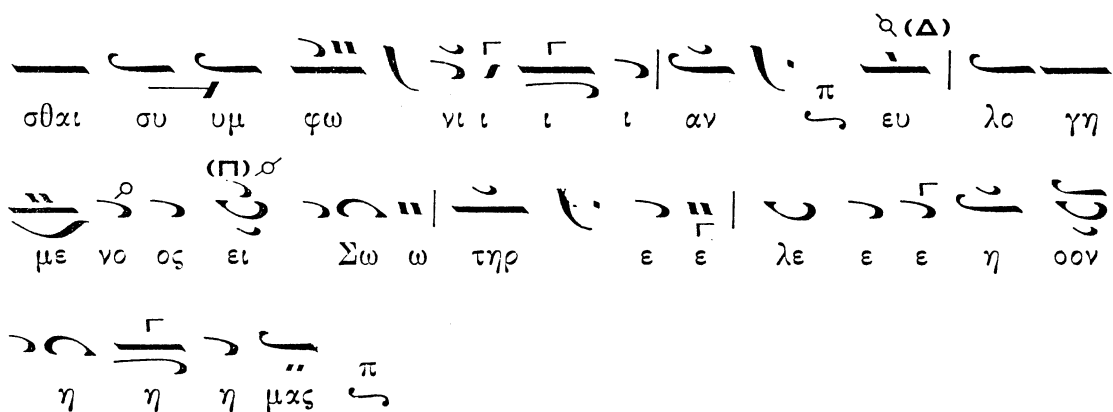 (Δ)
σθαι συ υμ φω νι ι ι ι αν π ευ λο γη
(Π)
με νο ος ει Σω ω τηρ ε ε λε ε ε η οον
η η η μας π